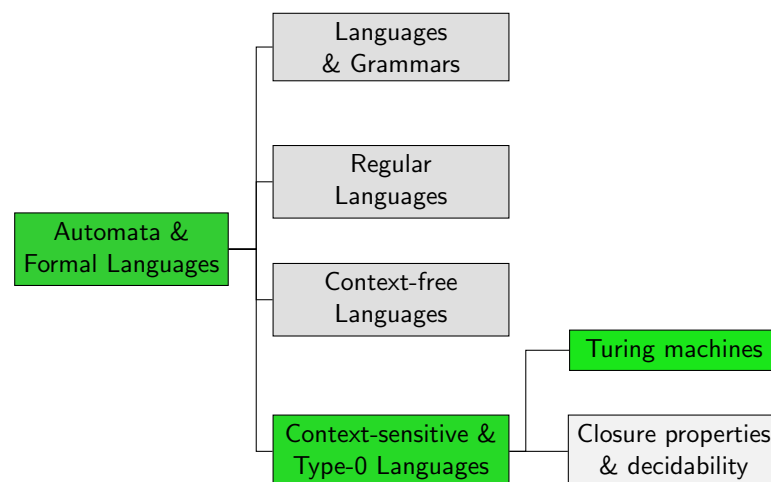 Languages
& Grammars
Regular
Languages
Automata &
Formal Languages
Context-free
Languages
Turing machines
Context-sensitive &
Type-0 Languages
Closure properties
& decidability